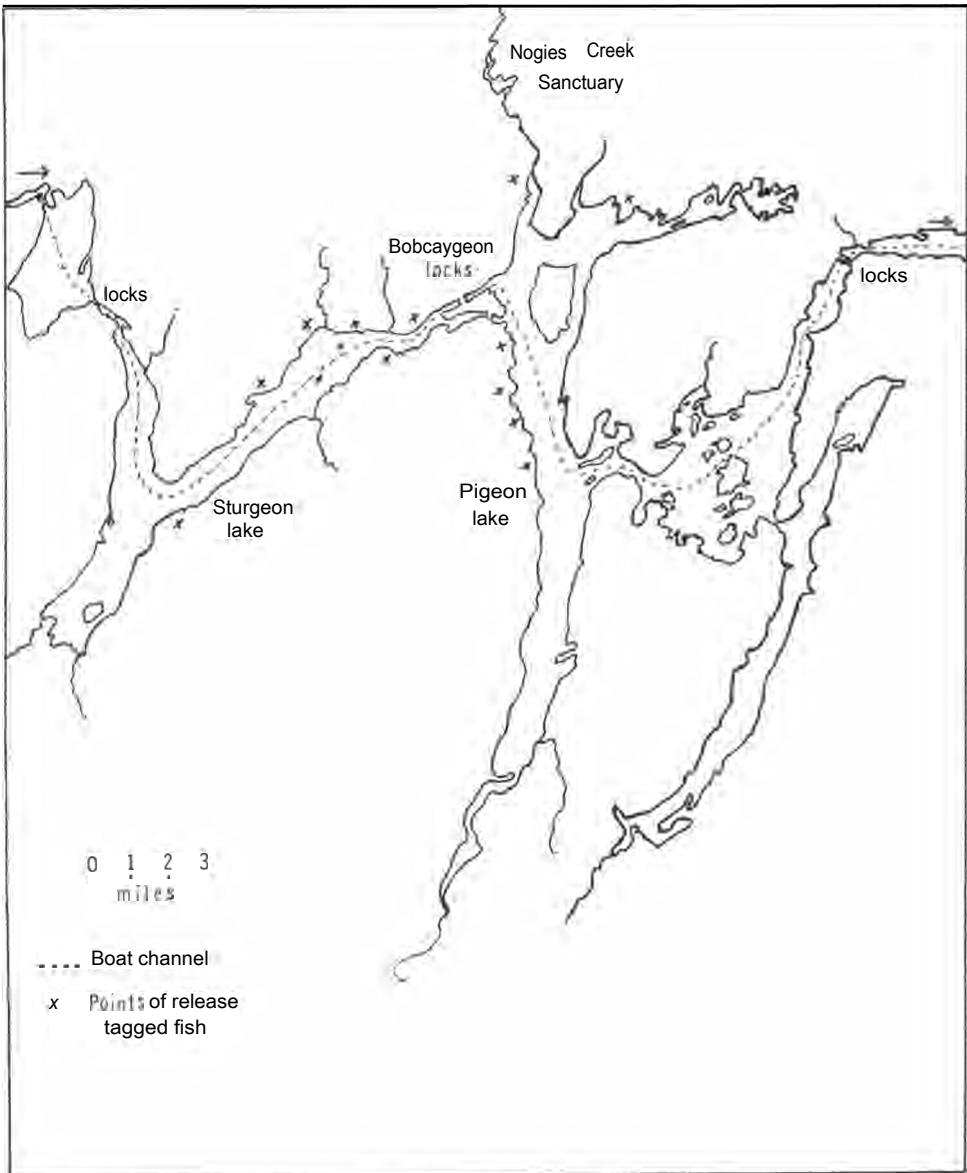 Nogies Creek
Sanctuary
Bobcaygeon
locks
locks
locks
Sturgeon
lake
Pigeon
lake
0 1 2 3
miles
Boat channel
x Points of release
tagged fish